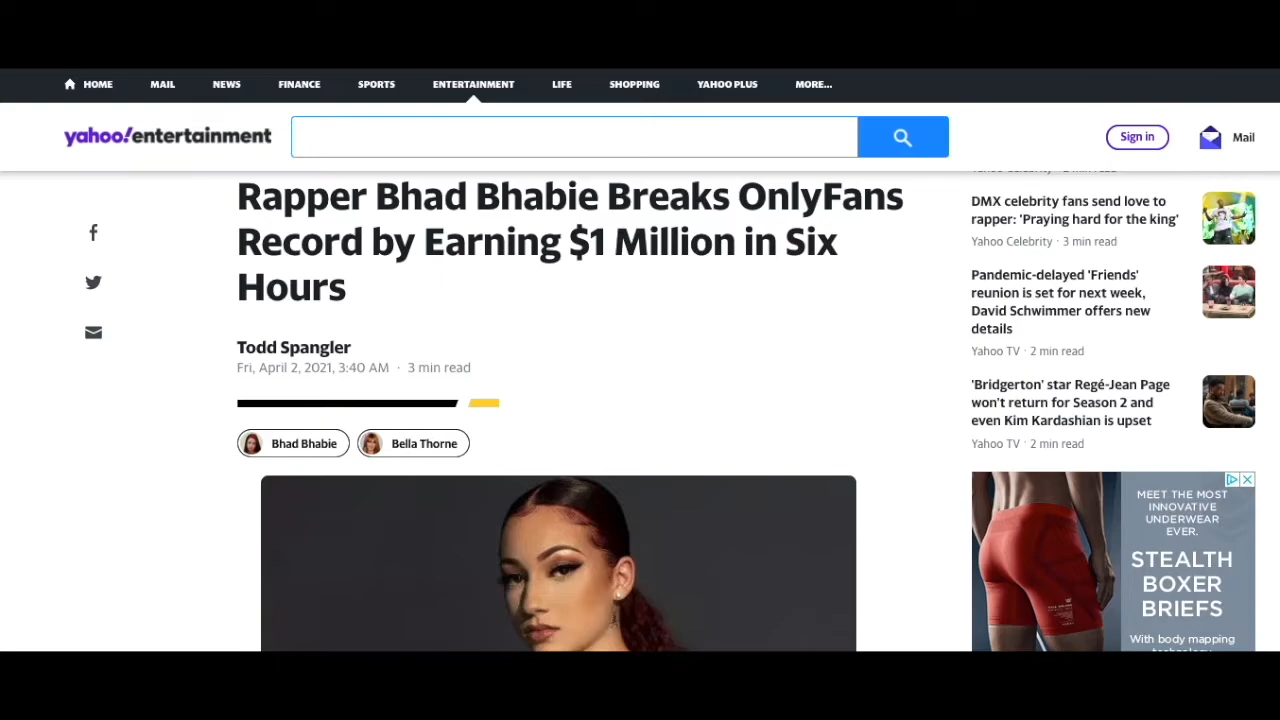 HOME MAIL NEWS FINANCE SPORTS ENTERTAINMENT LIFE SHOPPING YAHOO PLUS MORE...
yahoo!entertainment
Sign in
Mail
Rapper Bhad Bhabie Breaks OnlyFans
Record by Earning $1 Million in Six
Hours
Todd Spangler
Fri, April 2, 2021, 3:40 AM · 3 min read
Bhad Bhabie
Bella Thorne
DMX celebrity fans send love to
rapper: 'Praying hard for the king'
Yahoo Celebrity · 3 min read
Pandemic-delayed 'Friends'
reunion is set for next week,
David Schwimmer offers new
details
Yahoo TV · 2 min read
'Bridgerton' star Regé-Jean Page
won't return for Season 2 and
even Kim Kardashian is upset
Yahoo TV · 2 min read
MEET THE MOST
INNOVATIVE
UNDERWEAR
EVER.
STEALTH
BOXER
BRIEFS
With body mapping